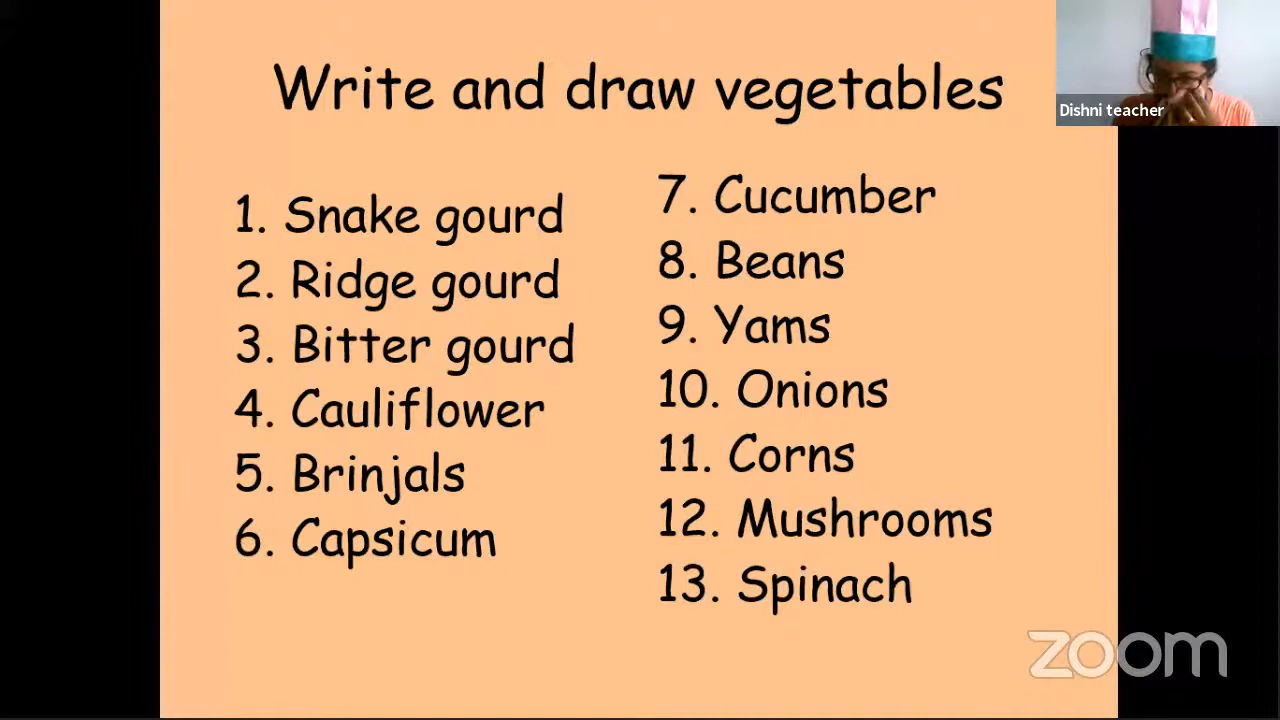 Write and draw vegetables
1. Snake gourd
2. Ridge gourd
3. Bitter gourd
4. Cauliflower
5. Brinjals
6. Capsicum
7. Cucumber
8. Beans
9. Yams
10. Onions
11. Corns
12. Mushrooms
13. Spinach
Dishni teacher
zoom